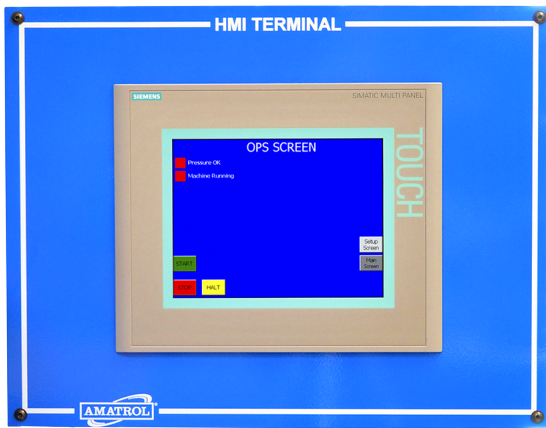 HMI TERMINAL
SIEMENS
SIMATIC MULTI PANEL
TOUCH
OPS SCREEN
Pressure OK
Machine Running
Setup
Screen
START
Main
Screen
STOP
HALT
AMATROL